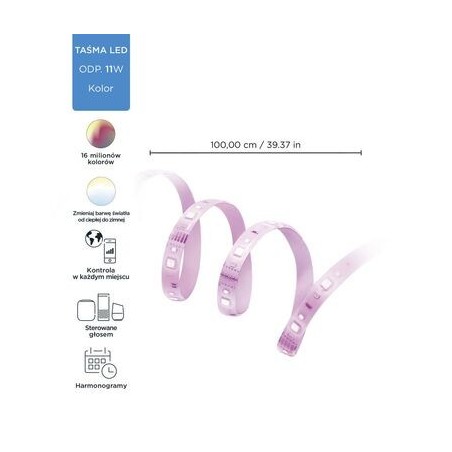 TAŚMA LED
ODP. 11W
Kolor
100,00 cm / 39.37 in
16 milionów
kolorów
Zmieniaj barwę światła
od ciepłej do zimnej
Kontrola
w każdym miejscu
Sterowane
głosem
Harmonogramy